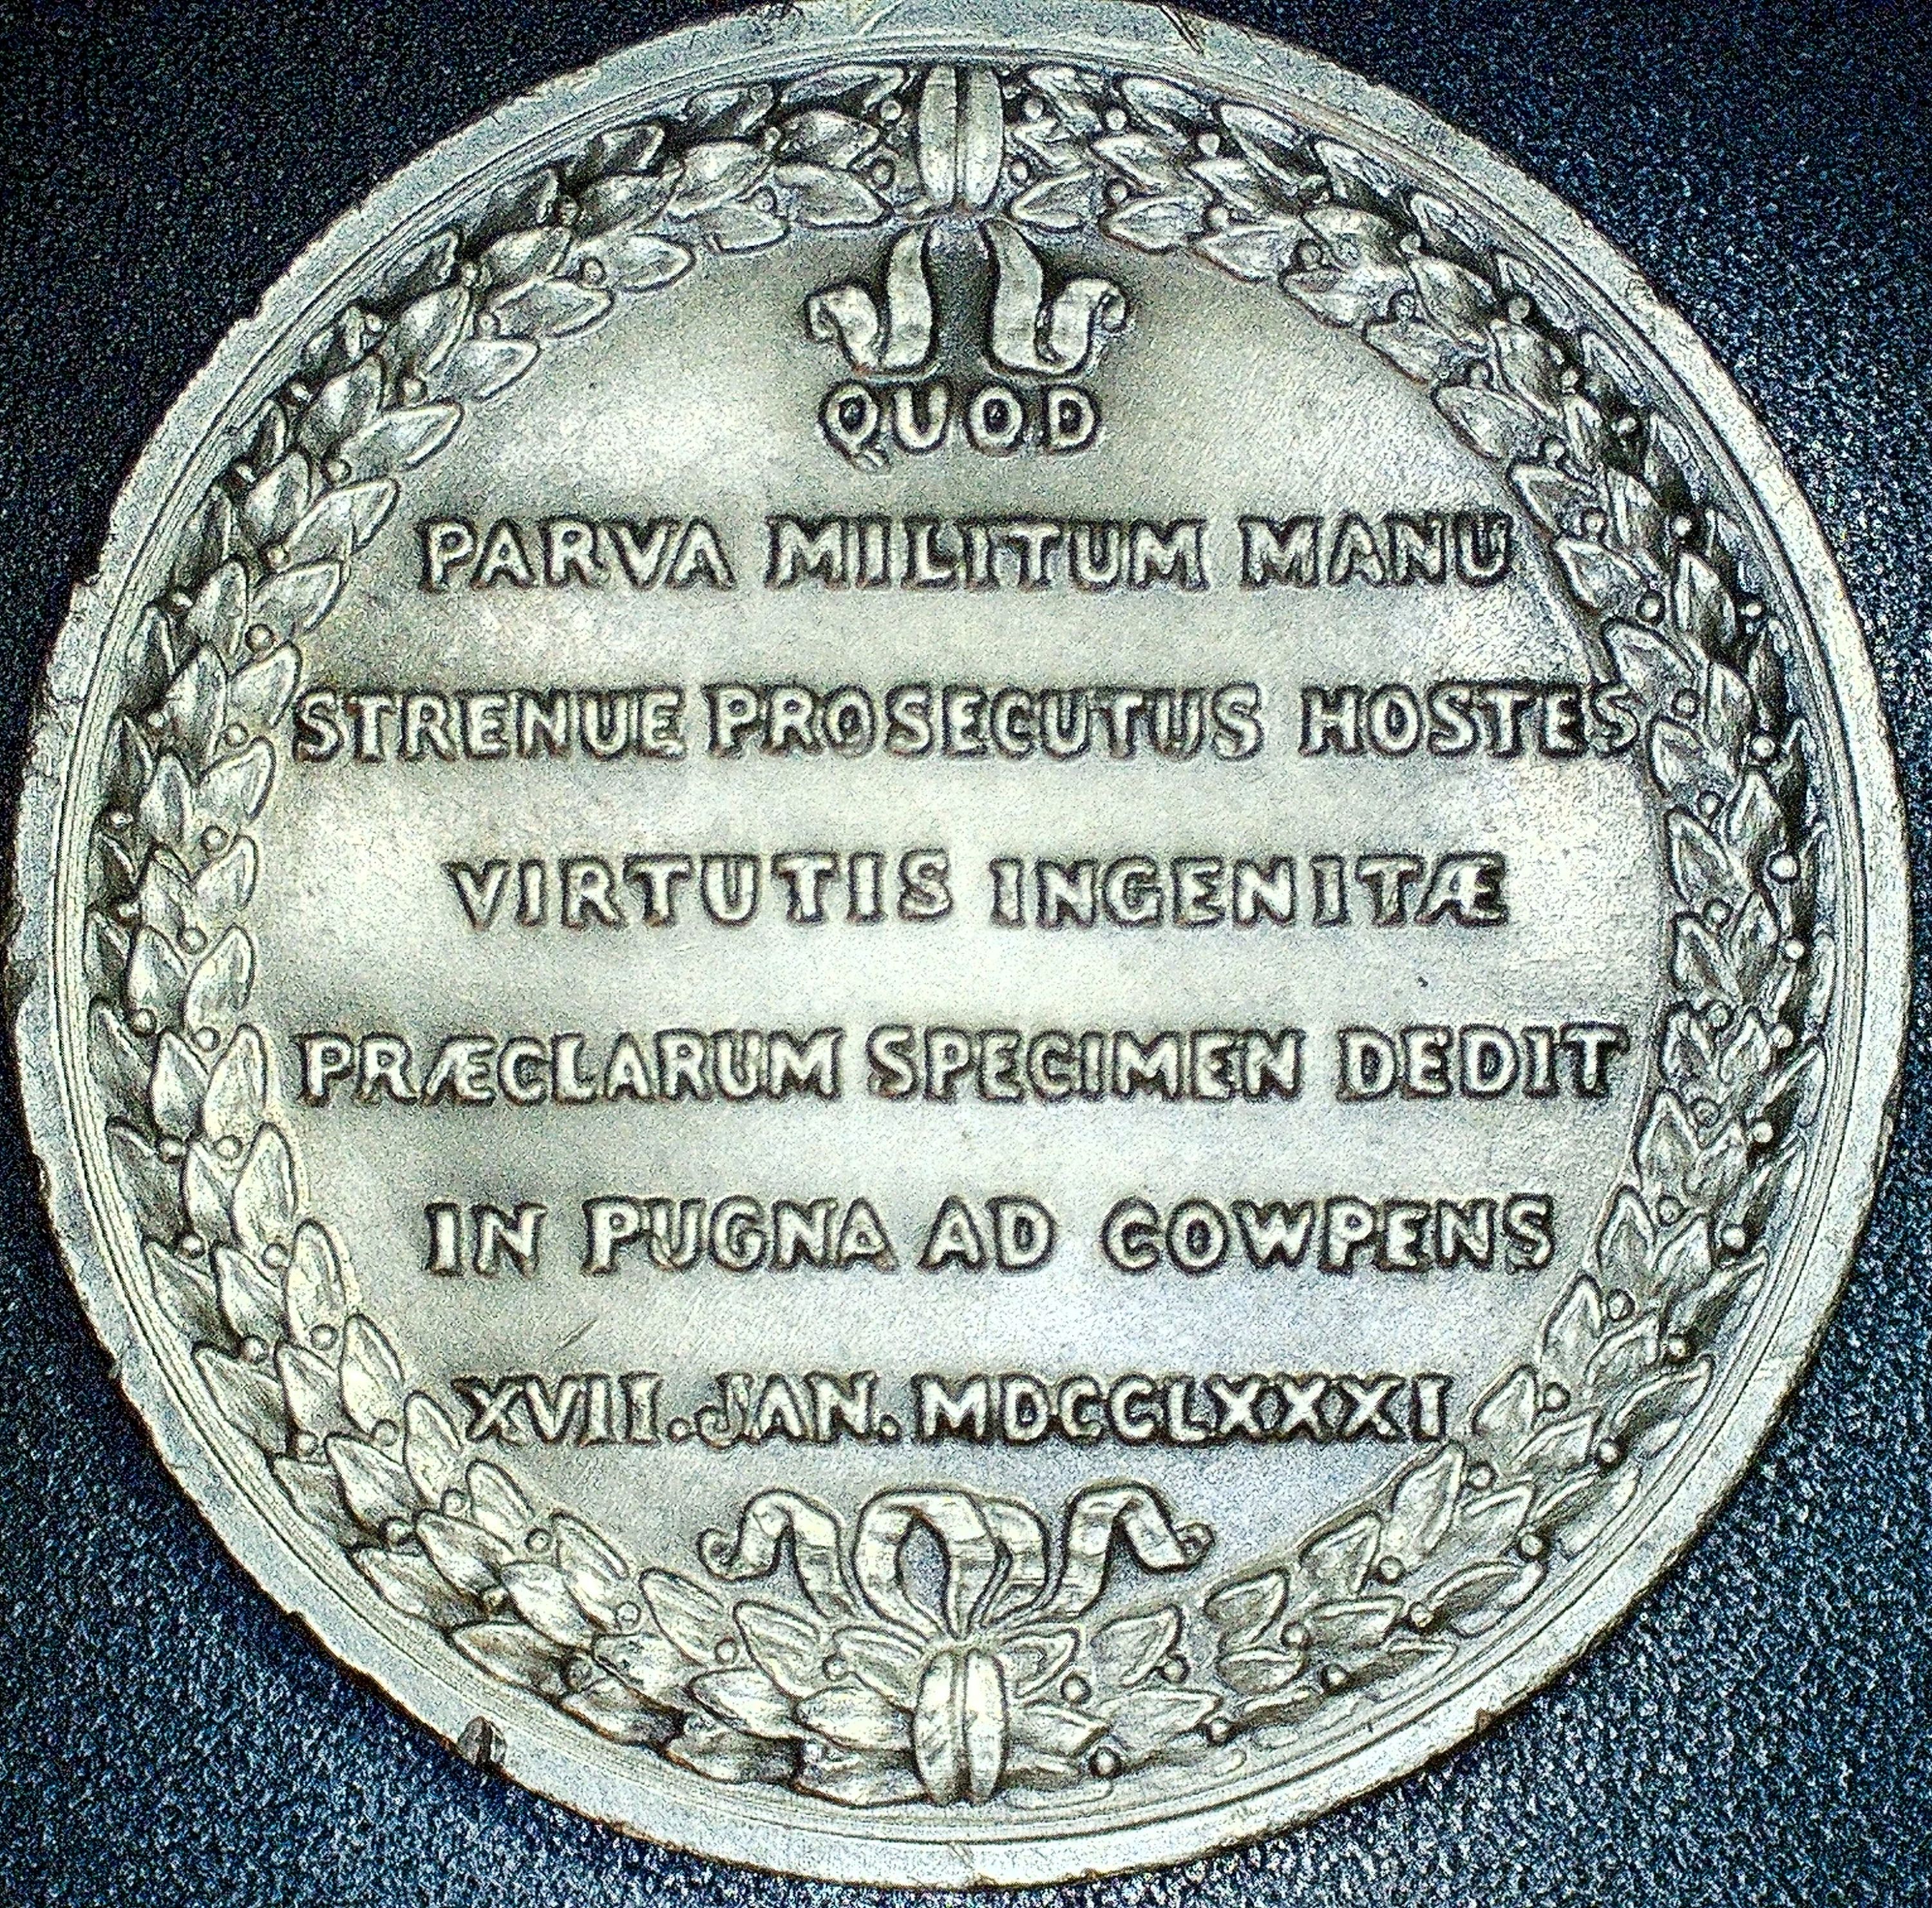 QUOD
PARVA MILITUM MANU
STRENUE PROSECUTUS HOSTES
VIRTUTIS INGENITÆ
PRÆCLARUM SPECIMEN DEDIT
IN PUGNA AD COWPENS
XVII. JAN. MDCCLXXXI